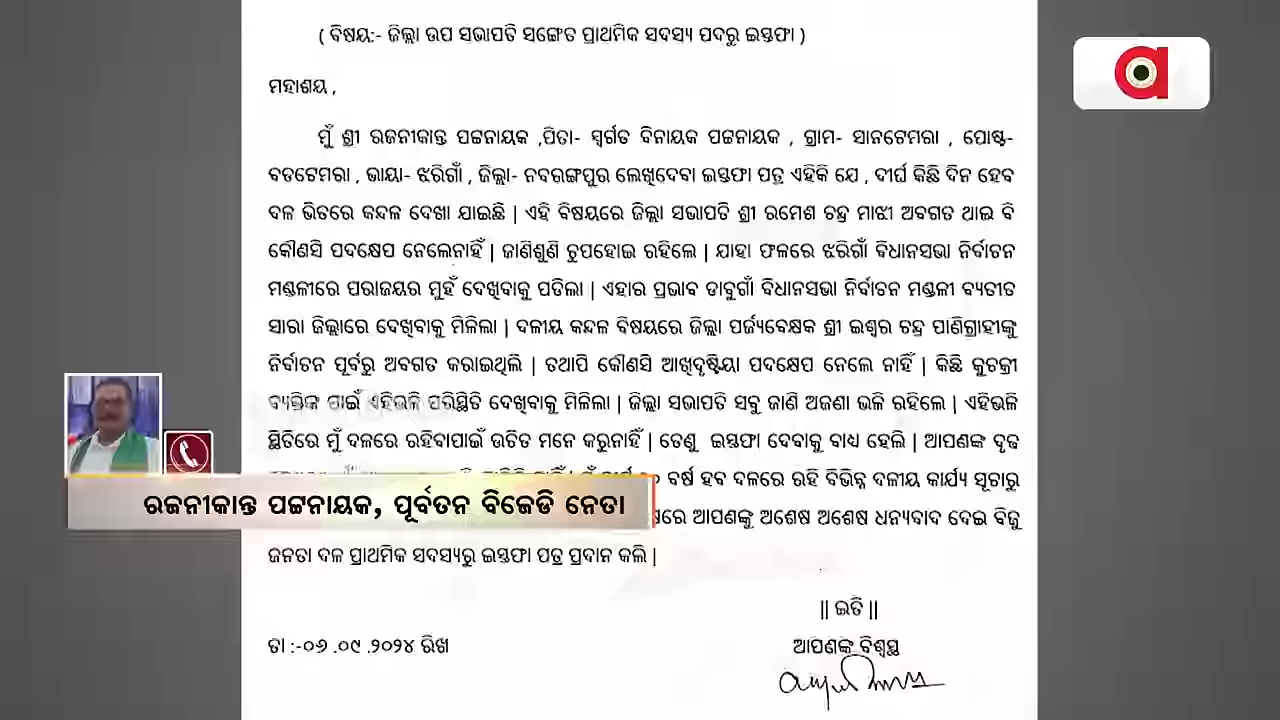 ( ବିଷୟ:- ଜିଲ୍ଲା ଉପ ସଭାପତି ସଙ୍ଗେତ ପ୍ରାଥମିକ ସଦସ୍ୟ ପଦରୁ ଇସ୍ତଫା )
ମହାଶୟ ,
ମୁଁ ଶ୍ରୀ ରଜନୀକାନ୍ତ ପଟ୍ଟନାୟକ ,ପିତା- ସ୍ୱର୍ଗତ ବିନାୟକ ପଟ୍ଟନାୟକ , ଗ୍ରାମ- ସାନଟେମରା , ପୋଷ୍ଟ-
ବଡଟେମରା , ଭାୟା- ଝରିଗାଁ , ଜିଲ୍ଲା- ନବରଙ୍ଗପୁର ଲେଖିଦେବା ଇସ୍ତଫା ପତ୍ର ଏହିକି ଯେ , ଦୀର୍ଘ କିଛି ଦିନ ହେବ
ଦଳ ଭିତରେ କନ୍ଦଳ ଦେଖା ଯାଇଛି | ଏହି ବିଷୟରେ ଜିଲ୍ଲା ସଭାପତି ଶ୍ରୀ ରମେଶ ଚନ୍ଦ୍ର ମାଝୀ ଅବଗତ ଥାଇ ବି
କୌଣସି ପଦକ୍ଷେପ ନେଲେନାହିଁ | ଜାଣିଶୁଣି ଚୁପହୋଇ ରହିଲେ | ଯାହା ଫଳରେ ଝରିଗାଁ ବିଧାନସଭା ନିର୍ବାଚନ
ମଣ୍ଡଳୀରେ ପରାଜୟର ମୁହଁ ଦେଖିବାକୁ ପଡିଲା | ଏହାର ପ୍ରଭାବ ଡାବୁଗାଁ ବିଧାନସଭା ନିର୍ବାଚନ ମଣ୍ଡଳୀ ବ୍ୟତୀତ
ସାରା ଜିଲ୍ଲାରେ ଦେଖିବାକୁ ମିଳିଲା | ଦଳୀୟ କନ୍ଦଳ ବିଷୟରେ ଜିଲ୍ଲା ପର୍ଜ୍ୟବେକ୍ଷକ ଶ୍ରୀ ଇଶ୍ୱର ଚନ୍ଦ୍ର ପାଣିଗ୍ରାହୀଙ୍କୁ
ନିର୍ବାଚନ ପୂର୍ବରୁ ଅବଗତ କରାଇଥିଲି | ତଥାପି କୌଣସି ଆଖିଦୃଷ୍ଟିଆ ପଦକ୍ଷେପ ନେଲେ ନାହିଁ | କିଛି କୁଚକ୍ରୀ
ବ୍ୟକ୍ତିଙ୍କ ପାଇଁ ଏହିଭଳି ପରିସ୍ଥିତି ଦେଖିବାକୁ ମିଳିଲା | ଜିଲ୍ଲା ସଭାପତି ସବୁ ଜାଣି ଅଜଣା ଭଳି ରହିଲେ | ଏହିଭଳି
ସ୍ଥିତିରେ ମୁଁ ଦଳରେ ରହିବାପାଇଁ ଉଚିତ ମନେ କରୁନାହିଁ | ତେଣୁ ଇସ୍ତଫା ଦେବାକୁ ବାଧ୍ୟ ହେଲି | ଆପଣଙ୍କ ଦୃଢ
ବର୍ଷ ହବ ଦଳରେ ରହି ବିଭିନ୍ନ ଦଳୀୟ କାର୍ଯ୍ୟ ସୂଚାରୁ
ରଜନୀକାନ୍ତ ପଟ୍ଟନାୟକ, ପୂର୍ବତନ ବିଜେଡି ନେତା
ଆପଣଙ୍କୁ ଅଶେଷ ଅଶେଷ ଧନ୍ୟବାଦ ଦେଇ ବିଜୁ
ଜନତା ଦଳ ପ୍ରାଥମିକ ସଦସ୍ୟରୁ ଇସ୍ତଫା ପତ୍ର ପ୍ରଦାନ କଲି |
|| ଇତି ||
ତା :-୦୬ .୦୯ .୨୦୨୪ ରିଖ
ଆପଣଙ୍କ ବିଶ୍ୱସ୍ଥ